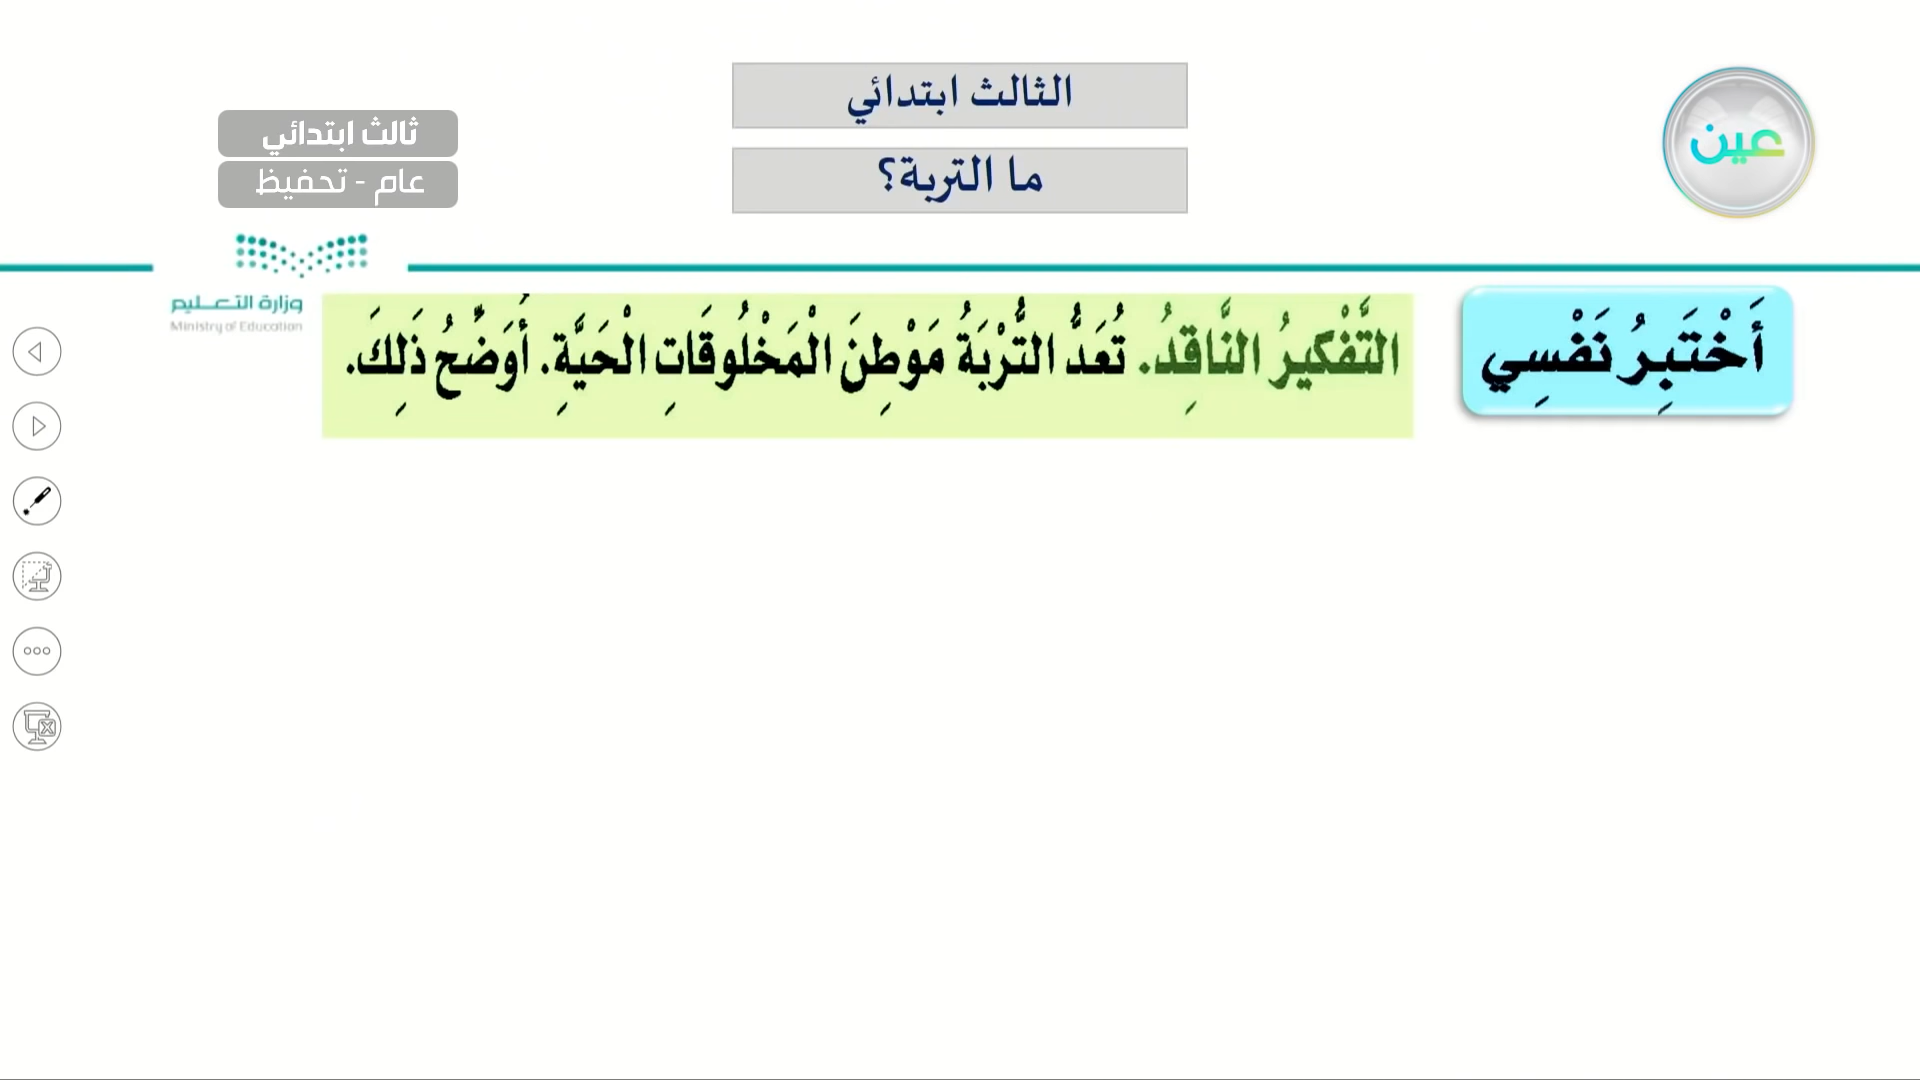 الثالث ابتدائي
ما التربة؟
عين
ثالث ابتدائي
عام - تحفيظ
وزارة التعليم
Ministry of Education
أَخْتَبِرُ نَفْسِي
التَّفْكيرُ النَّاقِدُ. تُعَدُّ التُّرْبَةُ مَوْطِنَ الْمَخْلُوقَاتِ الْحَيَّةِ. أُوَضِّحُ ذَلِكَ.